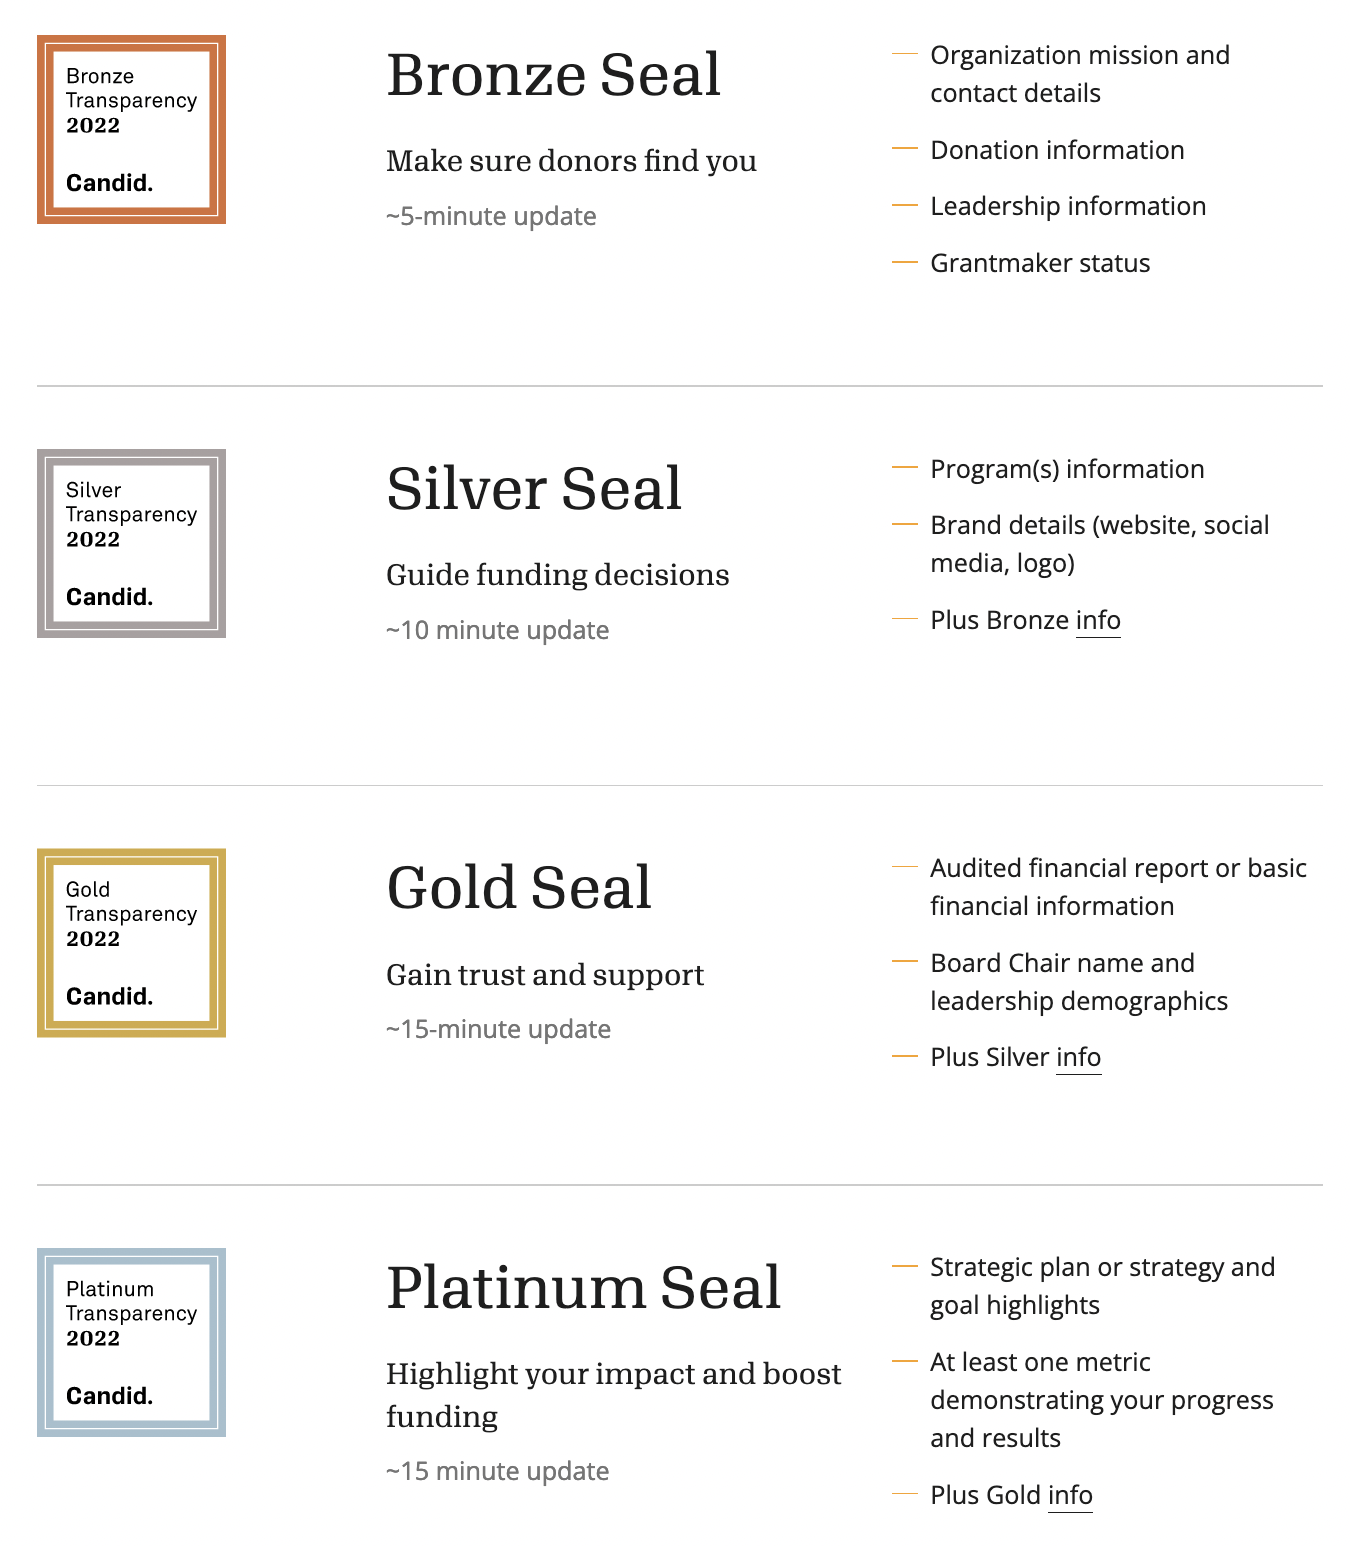 Bronze
Transparency
2022
Candid.
Bronze Seal
Make sure donors find you
~5-minute update
Organization mission and
contact details
Donation information
Leadership information
Grantmaker status
Silver
Transparency
2022
Candid.
Silver Seal
Guide funding decisions
~10 minute update
Program(s) information
Brand details (website, social
media, logo)
Plus Bronze info
Gold
Transparency
2022
Candid.
Gold Seal
Gain trust and support
~15-minute update
Audited financial report or basic
financial information
Board Chair name and
leadership demographics
Plus Silver info
Platinum
Transparency
2022
Candid.
Platinum Seal
Highlight your impact and boost
funding
~15 minute update
Strategic plan or strategy and
goal highlights
At least one metric
demonstrating your progress
and results
Plus Gold info